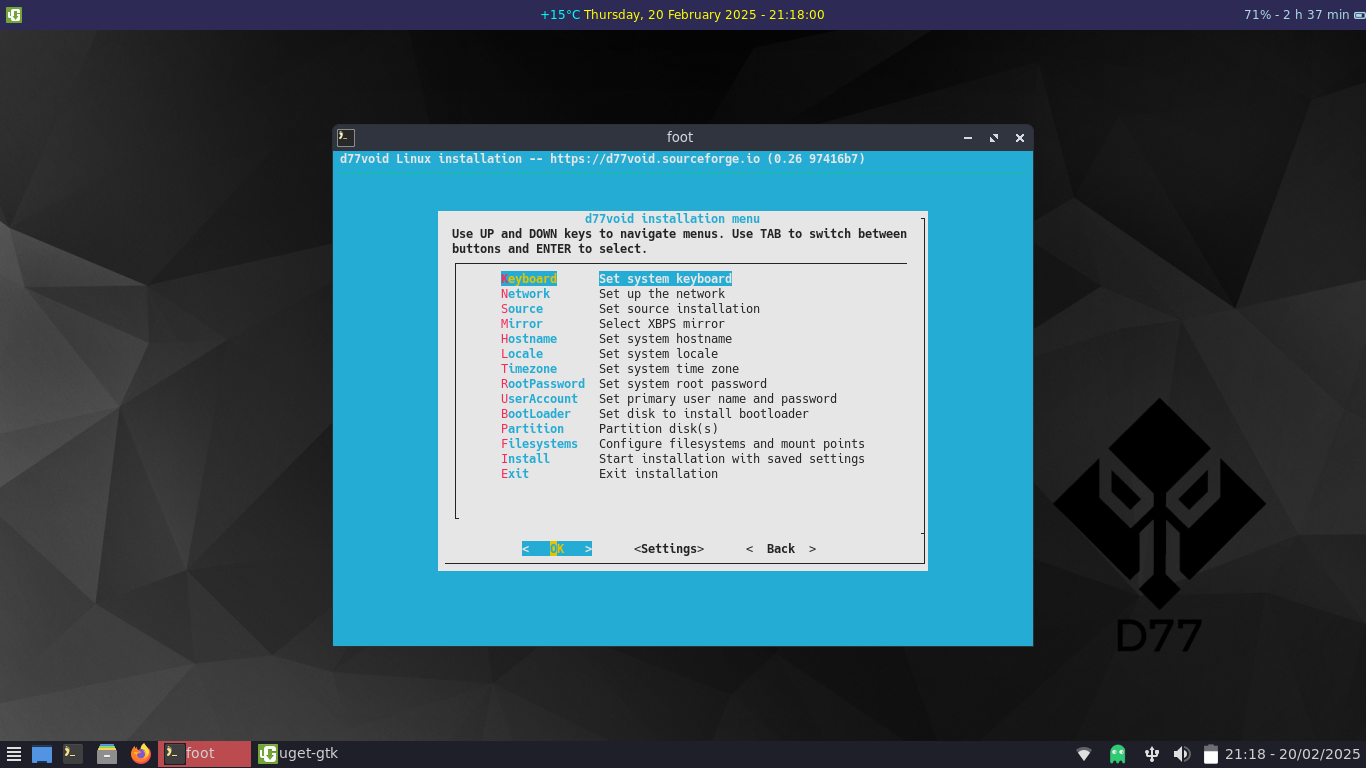 +15°C Thursday, 20 February 2025 - 21:18:00
71% - 2 h 37 min
foot
d77void Linux installation -- https://d77void.sourceforge.io (0.26 97416b7)
d77void installation menu
Use UP and DOWN keys to navigate menus. Use TAB to switch between
buttons and ENTER to select.
Keyboard Set system keyboard
Network Set up the network
Source Set source installation
Mirror Select XBPS mirror
Hostname Set system hostname
Locale Set system locale
Timezone Set system time zone
RootPassword Set system root password
UserAccount Set primary user name and password
BootLoader Set disk to install bootloader
Partition Partition disk(s)
Filesystems Configure filesystems and mount points
Install Start installation with saved settings
Exit Exit installation
< OK > <Settings> < Back >
D77
foot uget-gtk 21:18 - 20/02/2025